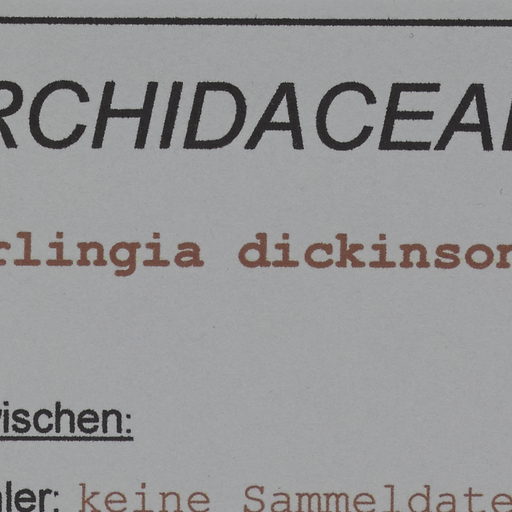 RCHIDACEAE
rlingia dickinson
wischen:
ler: keine Sammeldate